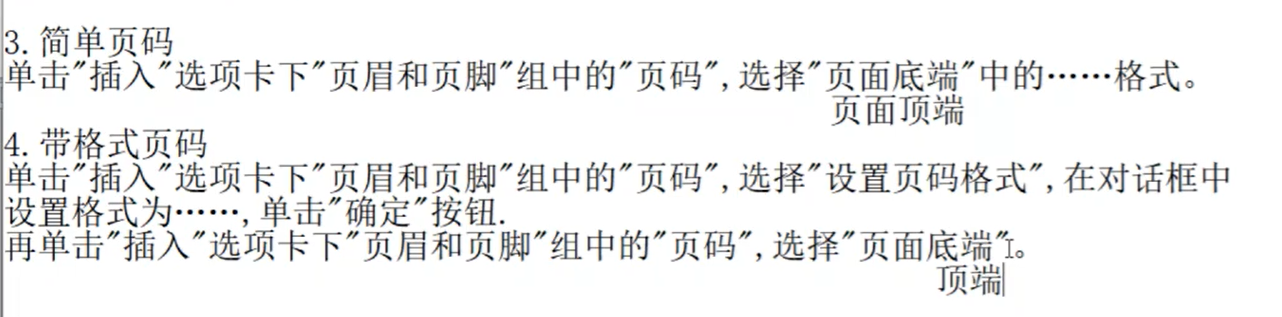 3.简单页码
单击"插入"选项卡下"页眉和页脚"组中的"页码",选择"页面底端"中的……格式。
页面顶端
4.带格式页码
单击"插入"选项卡下"页眉和页脚"组中的"页码",选择"设置页码格式",在对话框中
设置格式为……,单击"确定"按钮.
再单击"插入"选项卡下"页眉和页脚"组中的"页码",选择"页面底端"。
顶端